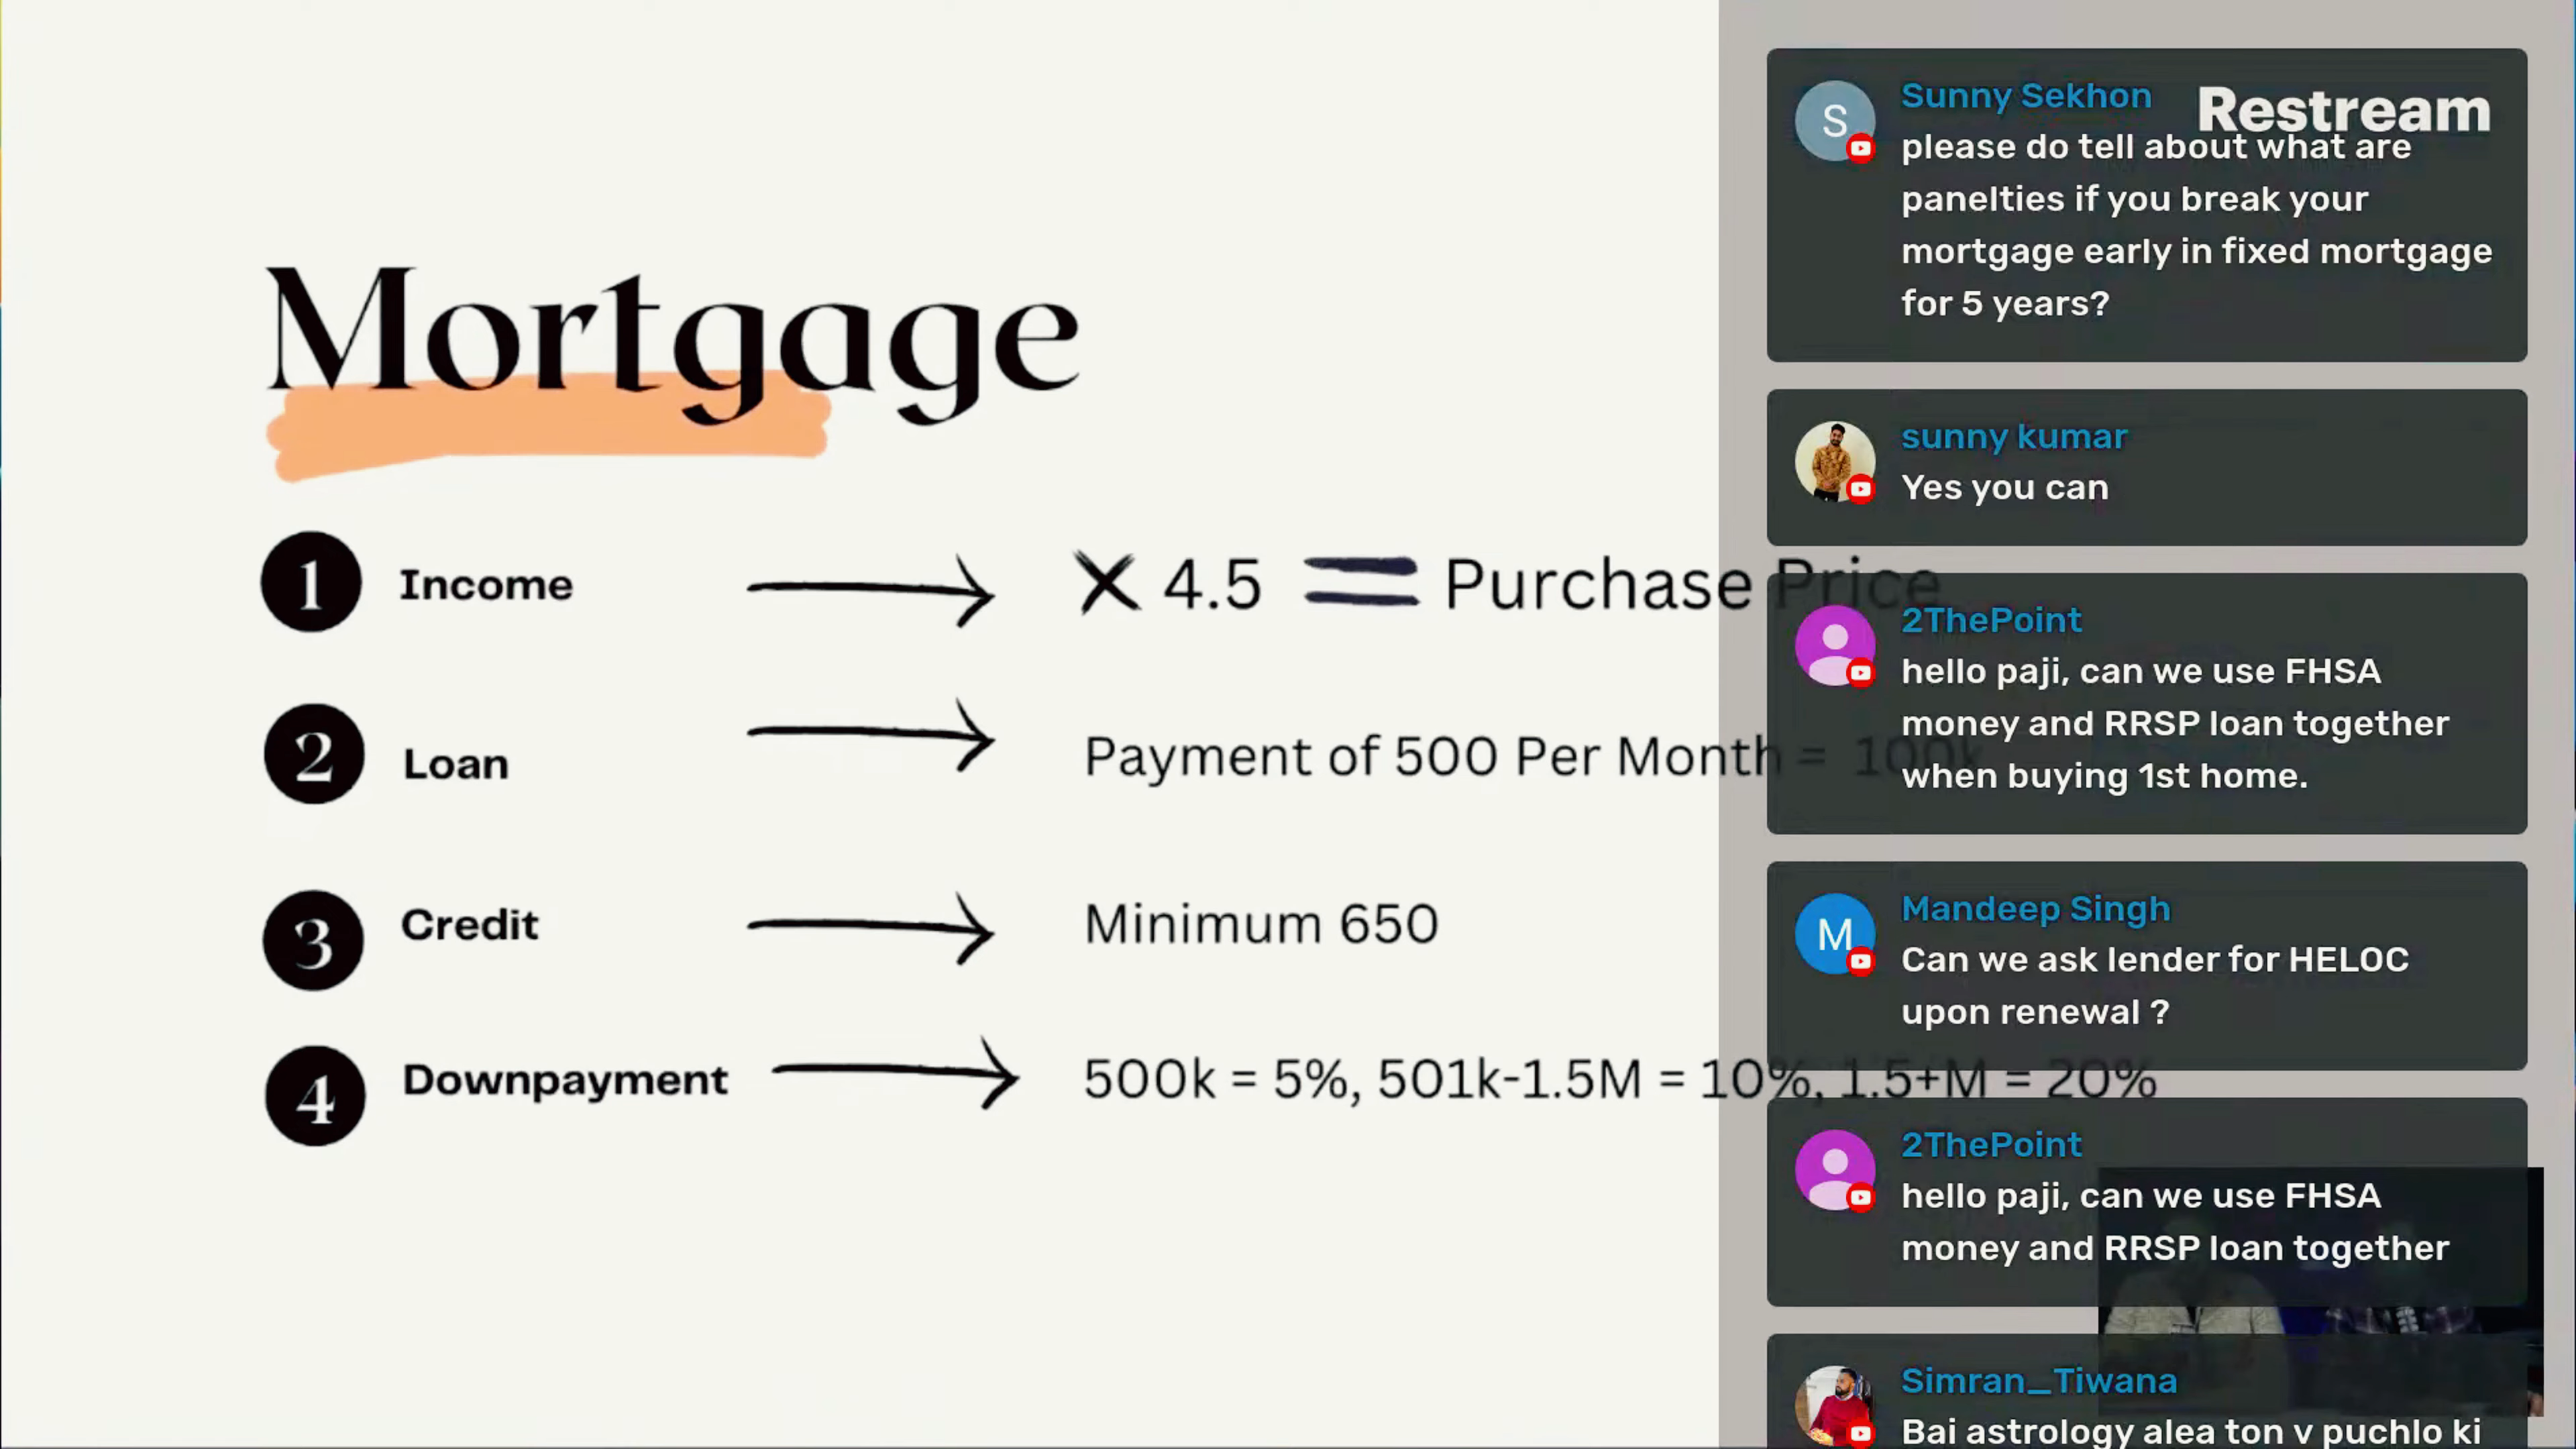 Mortgage
1 Income × 4.5 = Purchase Price
2 Loan Payment of 500 Per Month = 100k
3 Credit Minimum 650
4 Downpayment 500k = 5%, 501k-1.5M = 10%, 1.5+M = 20%
Restream
S
Sunny Sekhon
please do tell about what are
panelties if you break your
mortgage early in fixed mortgage
for 5 years?
sunny kumar
Yes you can
2ThePoint
hello paji, can we use FHSA
money and RRSP loan together
when buying 1st home.
M
Mandeep Singh
Can we ask lender for HELOC
upon renewal ?
2ThePoint
hello paji, can we use FHSA
money and RRSP loan together
Simran_Tiwana
Bai astrology alea ton v puchlo ki